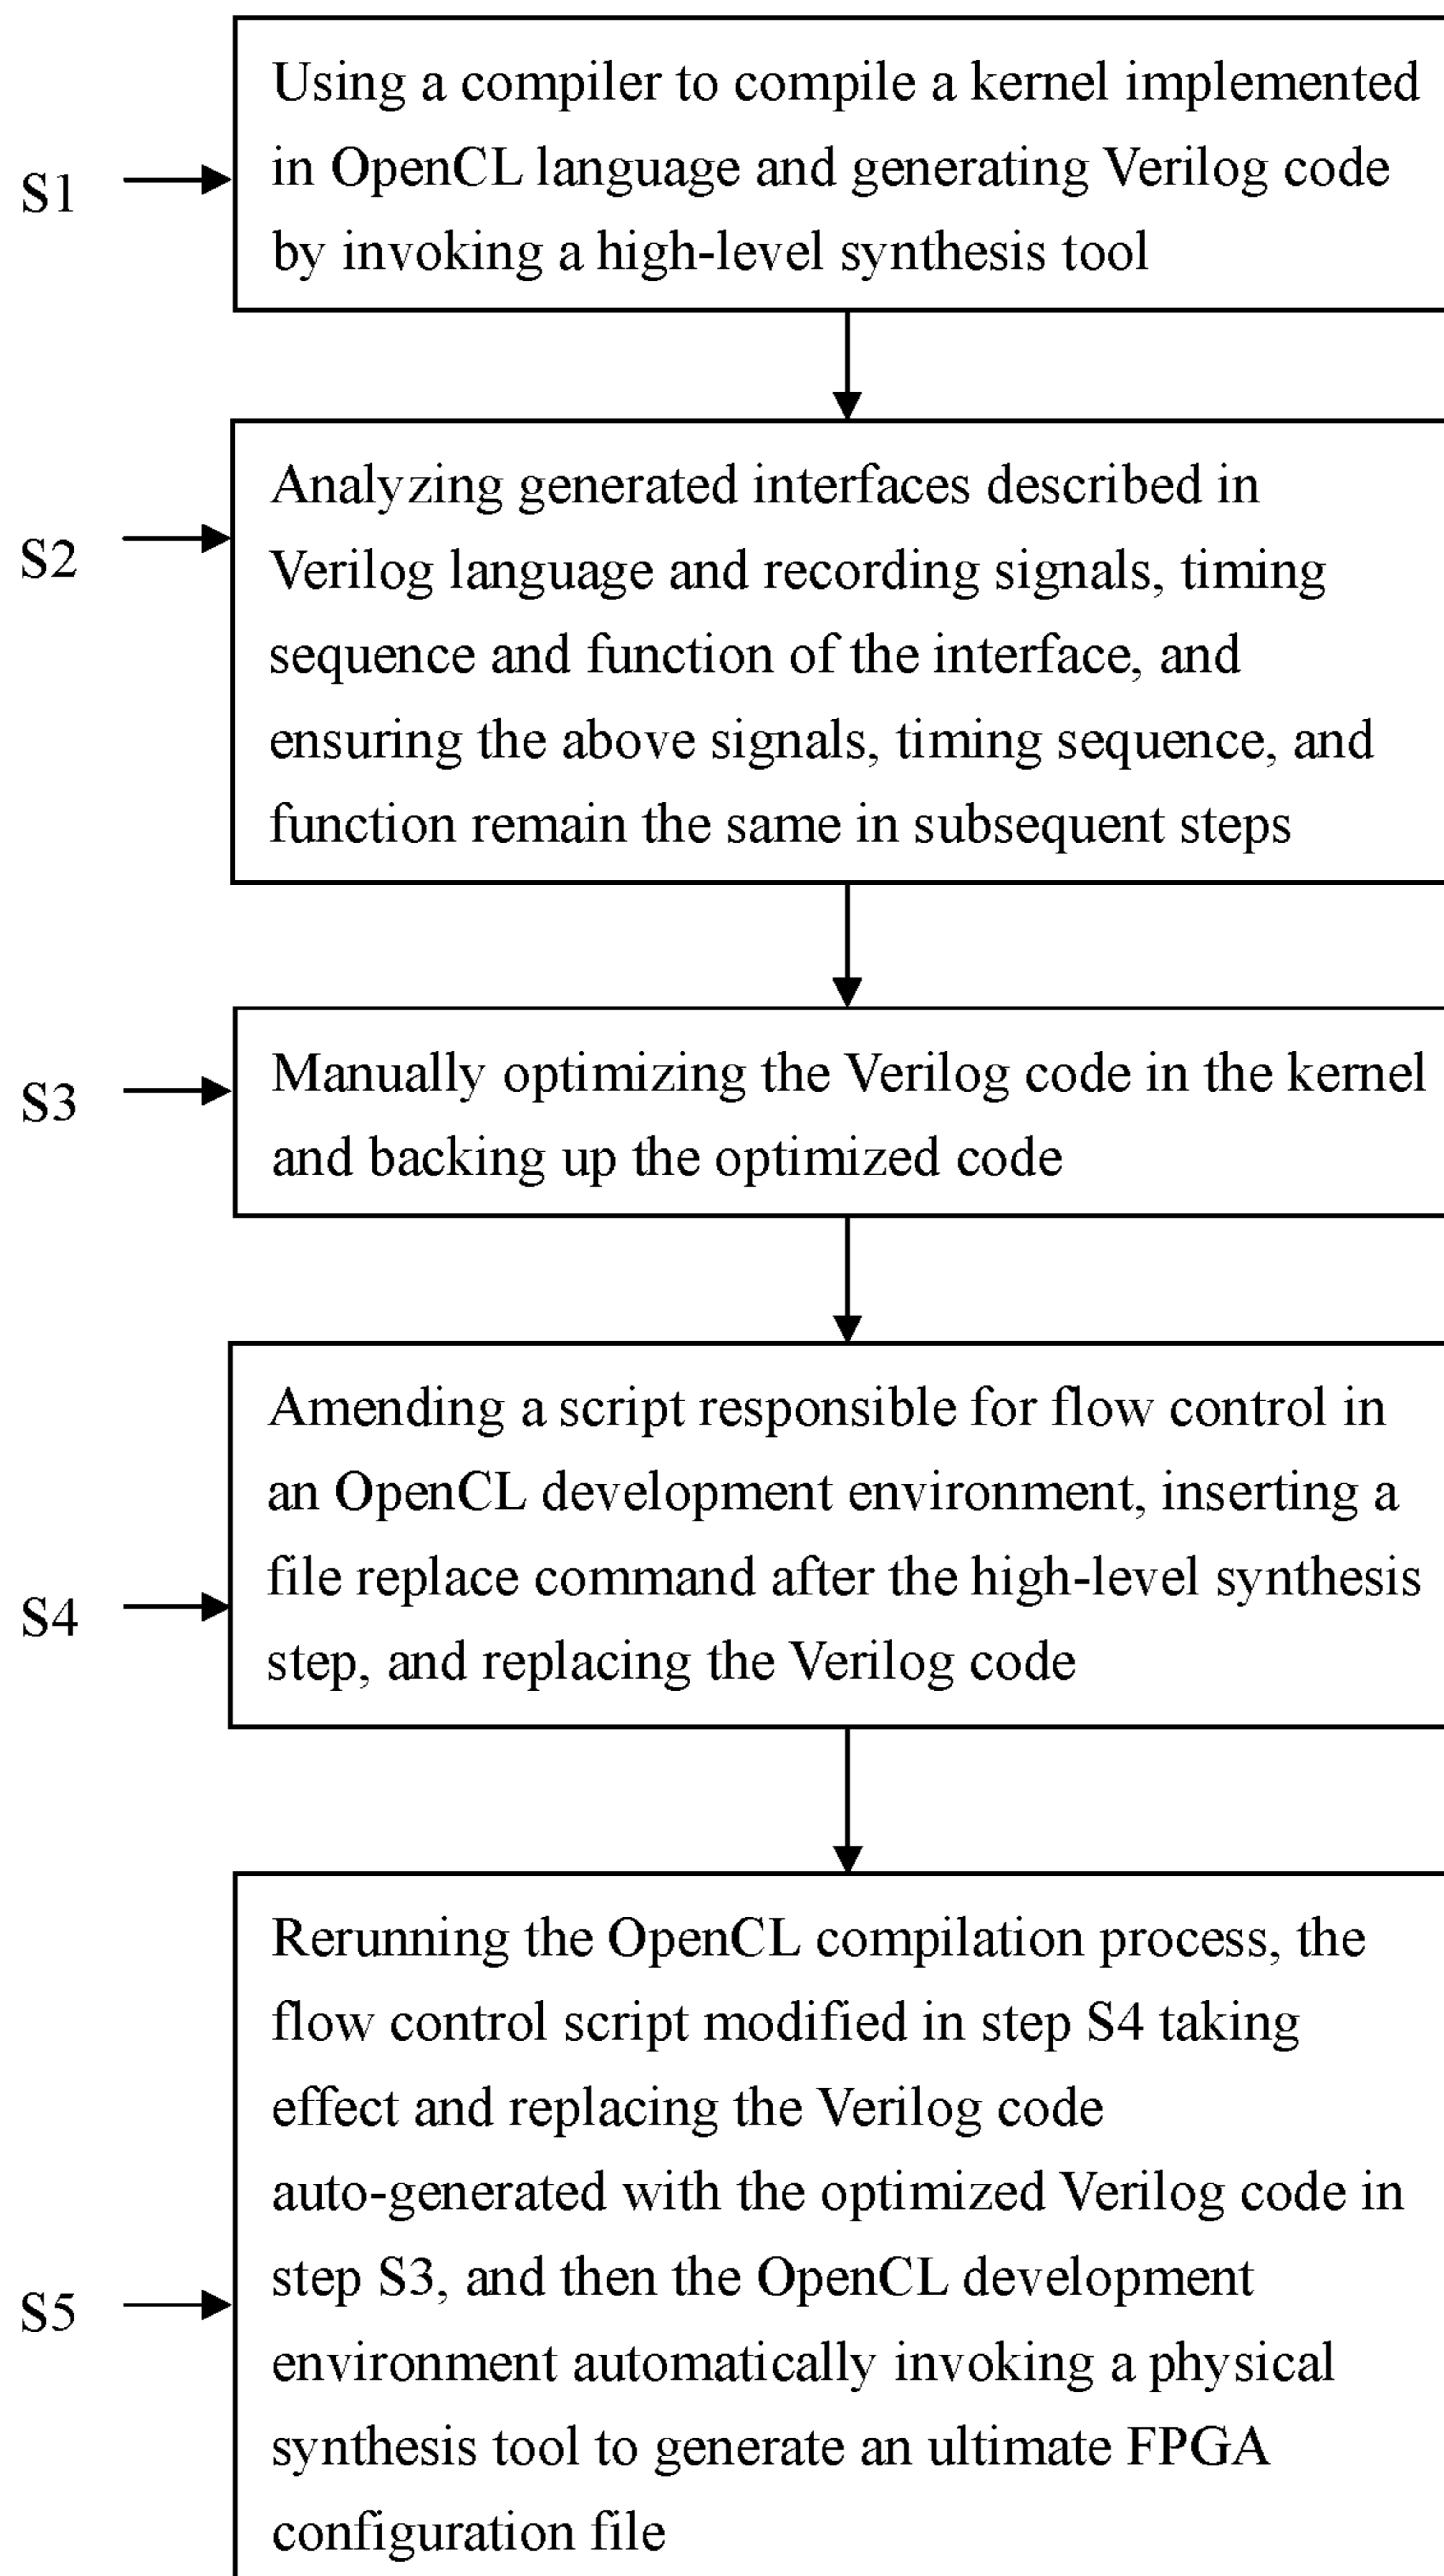 Using a compiler to compile a kernel implemented
in OpenCL language and generating Verilog code
by invoking a high-level synthesis tool
S1
Analyzing generated interfaces described in
Verilog language and recording signals, timing
sequence and function of the interface, and
ensuring the above signals, timing sequence, and
function remain the same in subsequent steps
S2
Manually optimizing the Verilog code in the kernel
and backing up the optimized code
S3
Amending a script responsible for flow control in
an OpenCL development environment, inserting a
file replace command after the high-level synthesis
step, and replacing the Verilog code
S4
Rerunning the OpenCL compilation process, the
flow control script modified in step S4 taking
effect and replacing the Verilog code
auto-generated with the optimized Verilog code in
step S3, and then the OpenCL development
environment automatically invoking a physical
synthesis tool to generate an ultimate FPGA
configuration file
S5